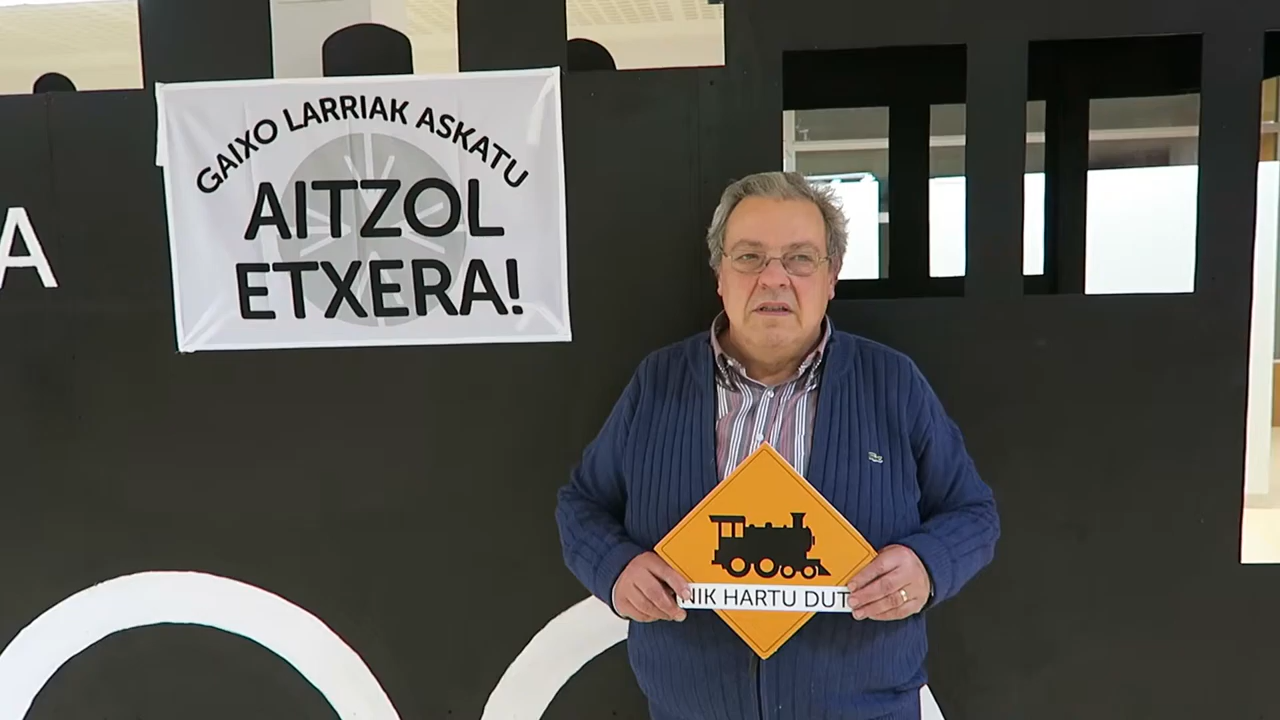 GAIXO LARRIAK ASKATU
AITZOL
ETXERA!
A
NIK HARTU DUT